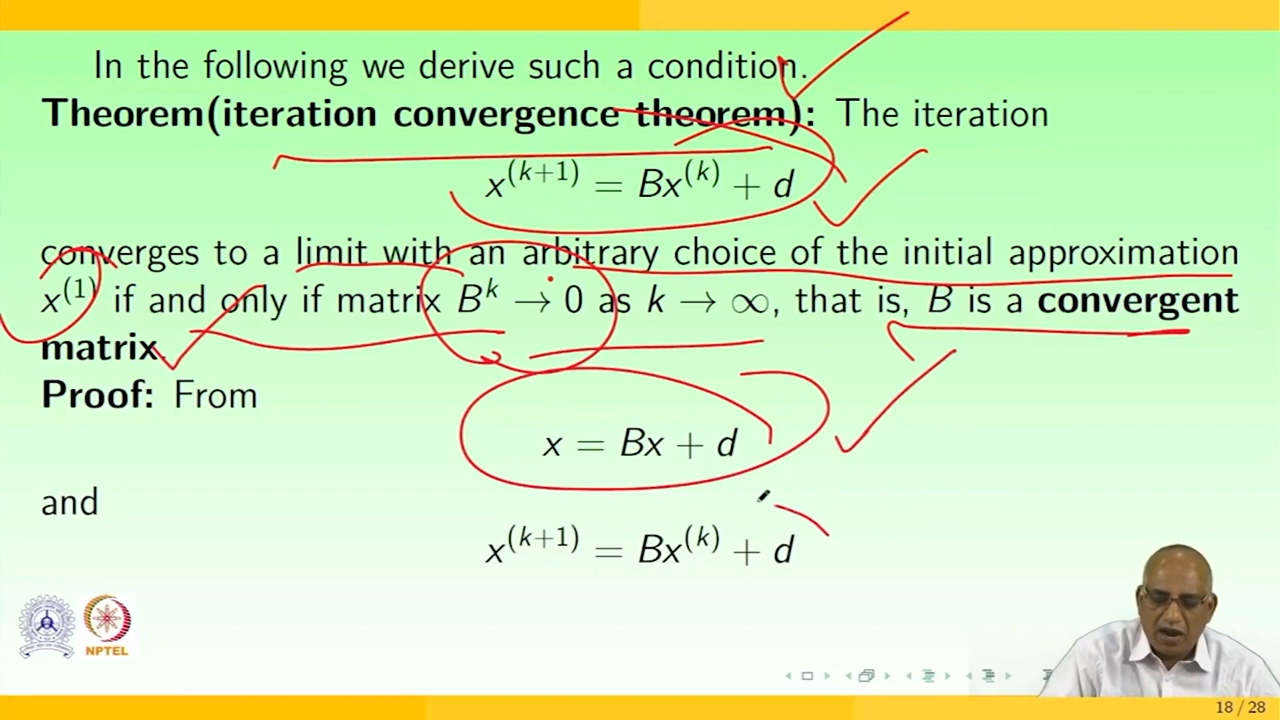 In the following we derive such a condition.
Theorem(iteration convergence theorem): The iteration
x^(k+1) = Bx^(k) + d
converges to a limit with an arbitrary choice of the initial approximation
x^(1) if and only if matrix B^k → 0 as k → ∞, that is, B is a convergent
matrix.
Proof: From
x = Bx + d
and
x^(k+1) = Bx^(k) + d
NPTEL
18 / 28